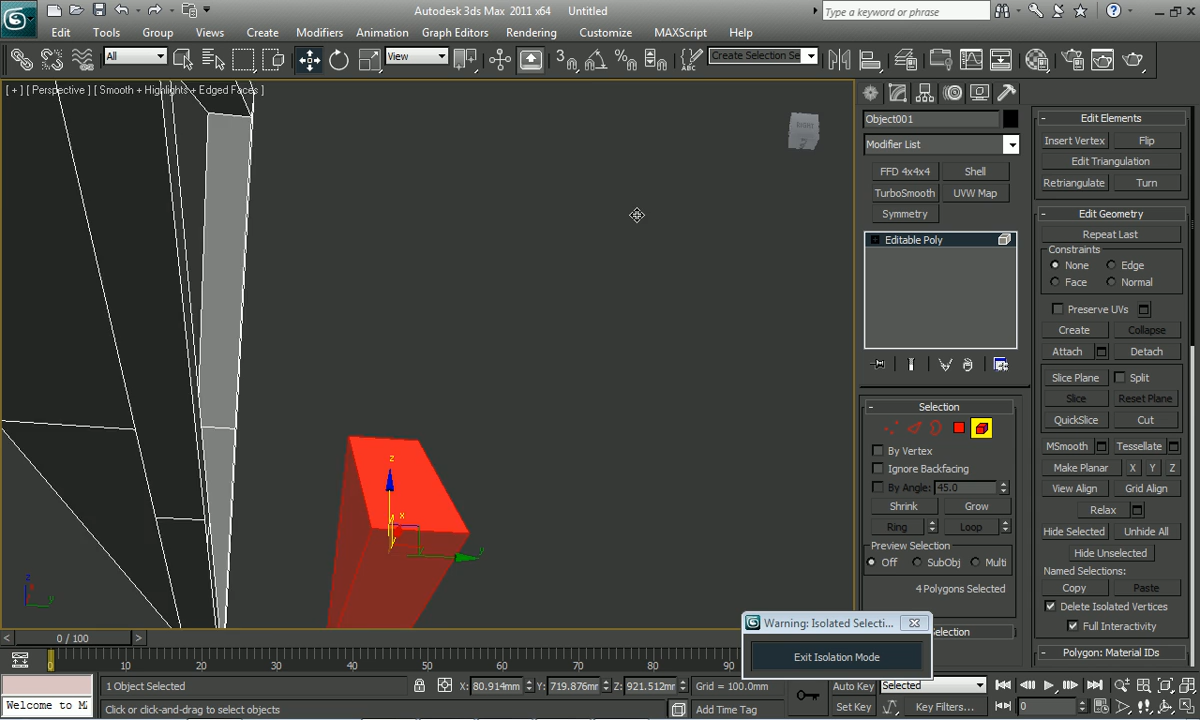 Autodesk 3ds Max 2011 x64 Untitled
Type a keyword or phrase
Edit Tools Group Views Create Modifiers Animation Graph Editors Rendering Customize MAXScript Help
All
View
3
Create Selection Se
[ + ] [ Perspective ] [ Smooth + Highlights + Edged Faces ]
RIGHT
Object001
Modifier List
FFD 4x4x4 Shell
TurboSmooth UVW Map
Symmetry
Editable Poly
- Selection
By Vertex
Ignore Backfacing
By Angle: 45.0
Shrink Grow
Ring Loop
Preview Selection
Off SubObj Multi
4 Polygons Selected
- Edit Elements
Insert Vertex Flip
Edit Triangulation
Retriangulate Turn
- Edit Geometry
Repeat Last
Constraints
None Edge
Face Normal
Preserve UVs
Create Collapse
Attach Detach
Slice Plane Split
Slice Reset Plane
QuickSlice Cut
MSmooth Tessellate
Make Planar X Y Z
View Align Grid Align
Relax
Hide Selected Unhide All
Hide Unselected
Named Selections:
Copy Paste
Delete Isolated Vertices
Full Interactivity
- Polygon: Material IDs
z
x
y
z
y
Warning: Isolated Selecti...
Exit Isolation Mode
election
< 0 / 100 >
0 10 20 30 40 50 60 70 80 90
1 Object Selected X: 80.914mm Y: 719.876mm Z: 921.512mm Grid = 100.0mm
Auto Key Selected
Welcome to M
Click or click-and-drag to select objects
Add Time Tag
Set Key Key Filters... 0